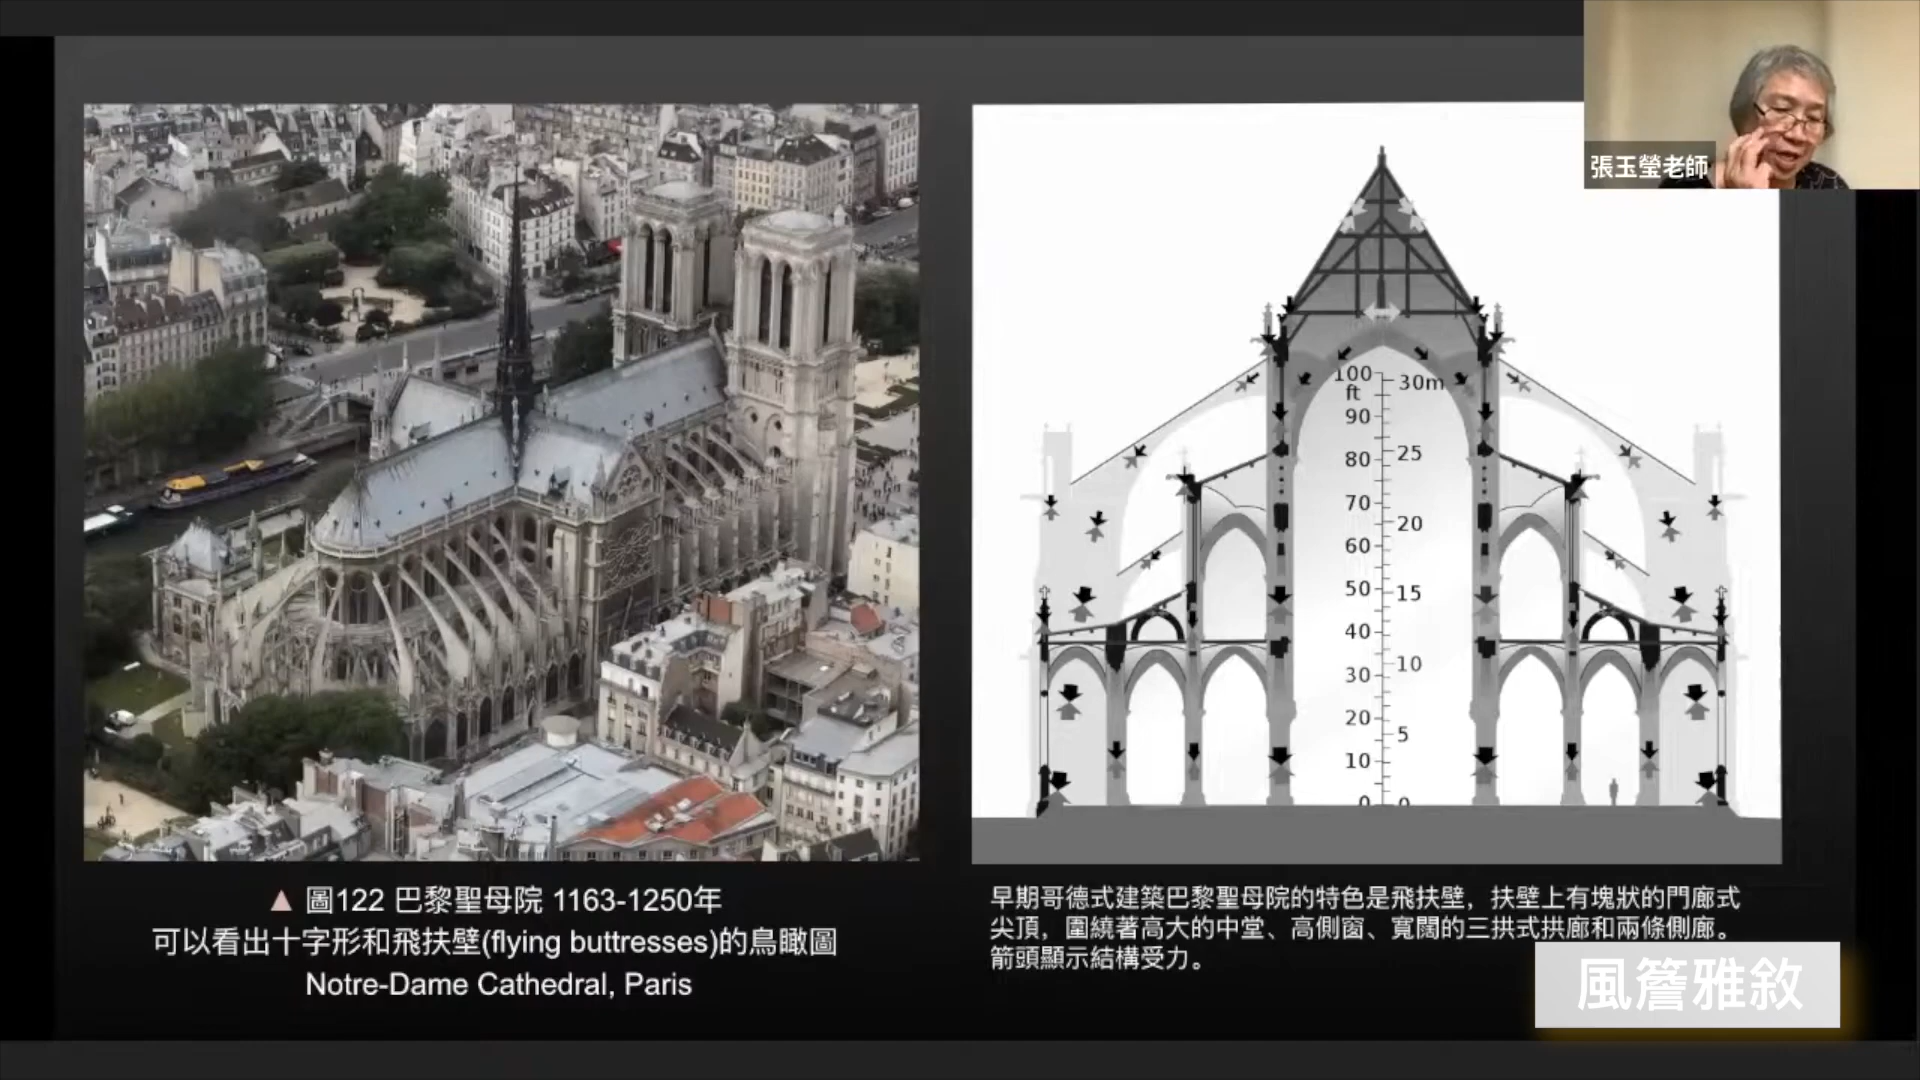 張玉瑩老師
100 ft
90
80
70
60
50
40
30
20
10
0
30m
25
20
15
10
5
0
▲ 圖122 巴黎聖母院 1163-1250年
可以看出十字形和飛扶壁(flying buttresses)的鳥瞰圖
Notre-Dame Cathedral, Paris
早期哥德式建築巴黎聖母院的特色是飛扶壁，扶壁上有塊狀的門廊式
尖頂，圍繞著高大的中堂、高側窗、寬闊的三拱式拱廊和兩條側廊。
箭頭顯示結構受力。
風簷雅敘